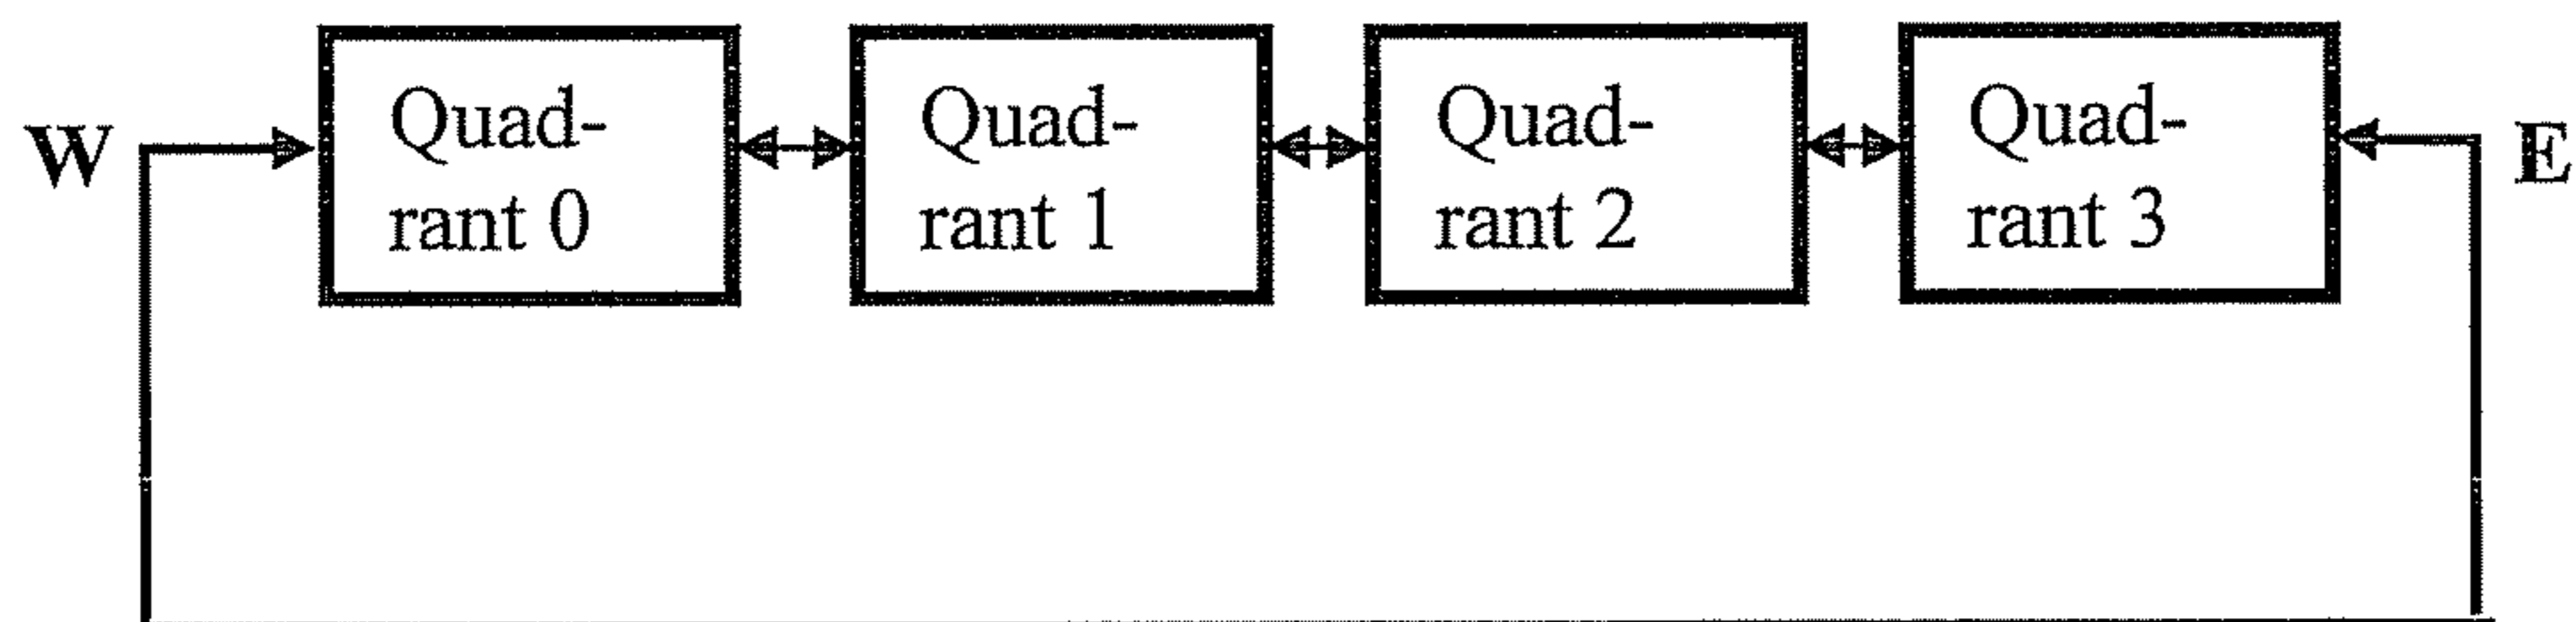 W
Quad-
rant 0
Quad-
rant 1
Quad-
rant 2
Quad-
rant 3
E